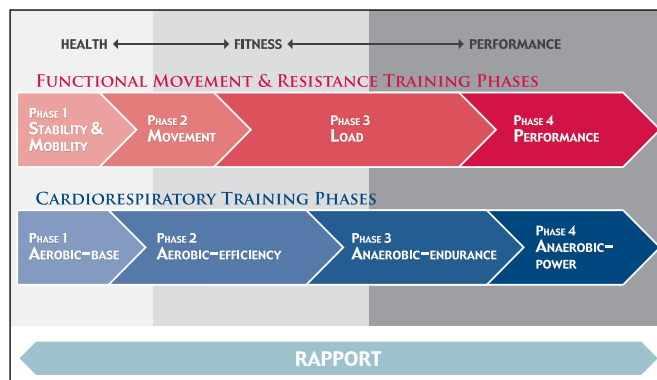 HEALTH FITNESS PERFORMANCE
FUNCTIONAL MOVEMENT & RESISTANCE TRAINING PHASES
PHASE 1
STABILITY &
MOBILITY
PHASE 2
MOVEMENT
PHASE 3
LOAD
PHASE 4
PERFORMANCE
CARDIORESPIRATORY TRAINING PHASES
PHASE 1
AEROBIC–BASE
PHASE 2
AEROBIC–EFFICIENCY
PHASE 3
ANAEROBIC–ENDURANCE
PHASE 4
ANAEROBIC–
POWER
RAPPORT